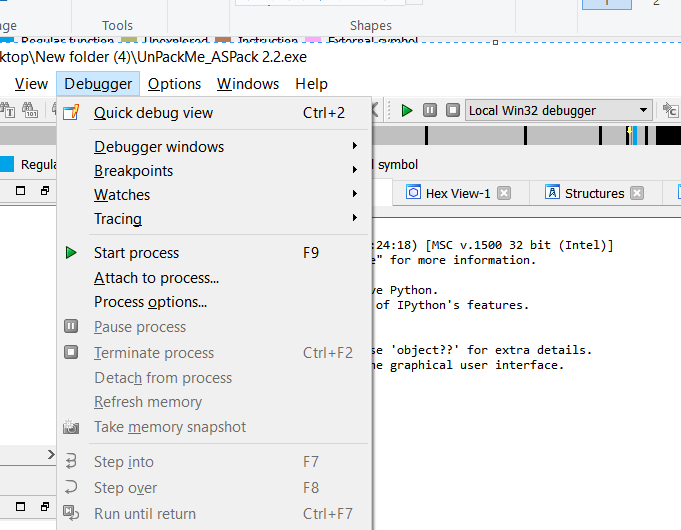 Tools
Shapes
1 2
Regular function Unexplored Instruction External symbol
ktop\New folder (4)\UnPackMe_ASPack 2.2.exe
View Debugger Options Windows Help
Quick debug view Ctrl+2
Local Win32 debugger
Debugger windows
Breakpoints
Watches
Tracing
symbol
Hex View-1
Structures
Start process F9
Attach to process...
Process options...
Pause process
Terminate process Ctrl+F2
Detach from process
Refresh memory
Take memory snapshot
Step into F7
Step over F8
Run until return Ctrl+F7
:24:18) [MSC v.1500 32 bit (Intel)]
e" for more information.
ve Python.
of IPython's features.
se 'object??' for extra details.
he graphical user interface.